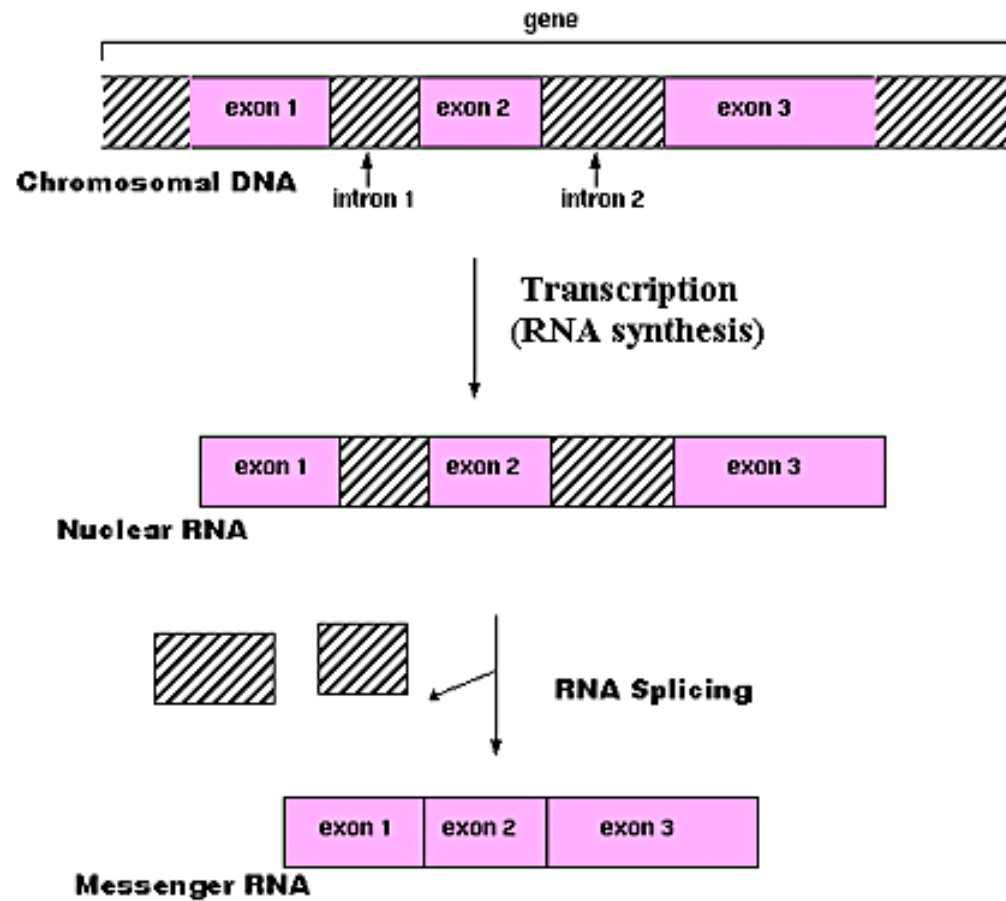 gene
exon 1
exon 2
exon 3
Chromosomal DNA
intron 1
intron 2
Transcription
(RNA synthesis)
exon 1
exon 2
exon 3
Nuclear RNA
RNA Splicing
exon 1
exon 2
exon 3
Messenger RNA